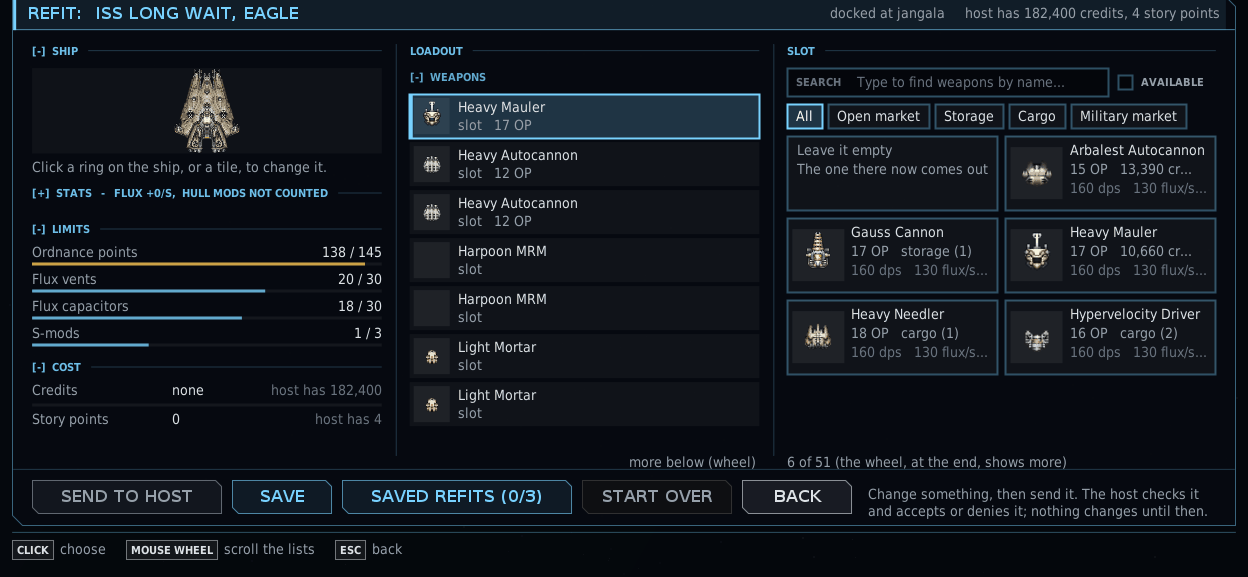 REFIT: ISS LONG WAIT, EAGLE
docked at jangala host has 182,400 credits, 4 story points
[-] SHIP
Click a ring on the ship, or a tile, to change it.
[+] STATS - FLUX +0/S, HULL MODS NOT COUNTED
[-] LIMITS
Ordnance points 138 / 145
Flux vents 20 / 30
Flux capacitors 18 / 30
S-mods 1 / 3
[-] COST
Credits none host has 182,400
Story points 0 host has 4
LOADOUT
[-] WEAPONS
Heavy Mauler
slot 17 OP
Heavy Autocannon
slot 12 OP
Heavy Autocannon
slot 12 OP
Harpoon MRM
slot
Harpoon MRM
slot
Light Mortar
slot
Light Mortar
slot
more below (wheel)
SLOT
SEARCH Type to find weapons by name...
AVAILABLE
All Open market Storage Cargo Military market
Leave it empty
The one there now comes out
Arbalest Autocannon
15 OP 13,390 cr...
160 dps 130 flux/s...
Gauss Cannon
17 OP storage (1)
160 dps 130 flux/s...
Heavy Mauler
17 OP 10,660 cr...
160 dps 130 flux/s...
Heavy Needler
18 OP cargo (1)
160 dps 130 flux/s...
Hypervelocity Driver
16 OP cargo (2)
160 dps 130 flux/s...
6 of 51 (the wheel, at the end, shows more)
SEND TO HOST SAVE SAVED REFITS (0/3) START OVER BACK
Change something, then send it. The host checks it
and accepts or denies it; nothing changes until then.
CLICK choose MOUSE WHEEL scroll the lists ESC back